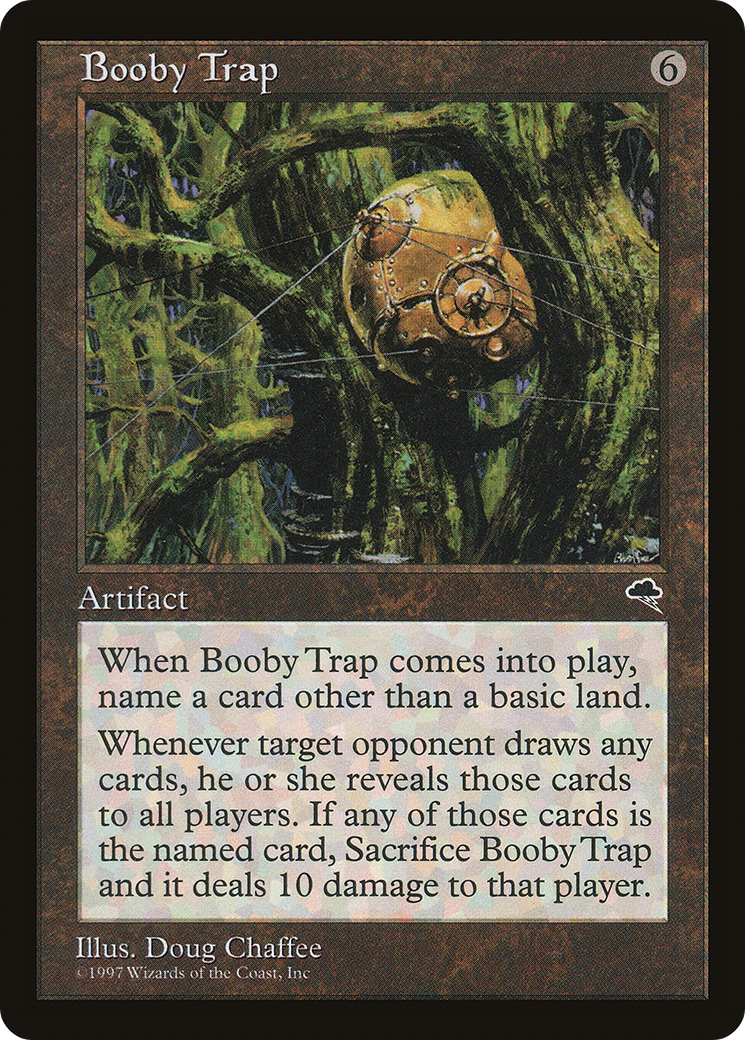 Booby Trap
6
Artifact
When Booby Trap comes into play,
name a card other than a basic land.
Whenever target opponent draws any
cards, he or she reveals those cards
to all players. If any of those cards is
the named card, Sacrifice Booby Trap
and it deals 10 damage to that player.
Illus. Doug Chaffee
©1997 Wizards of the Coast, Inc